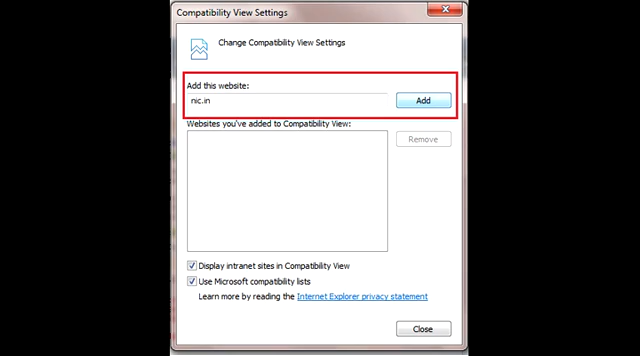 Compatibility View Settings
Change Compatibility View Settings
Add this website:
nic.in
Add
Websites you've added to Compatibility View:
Remove
Display intranet sites in Compatibility View
Use Microsoft compatibility lists
Learn more by reading the Internet Explorer privacy statement
Close